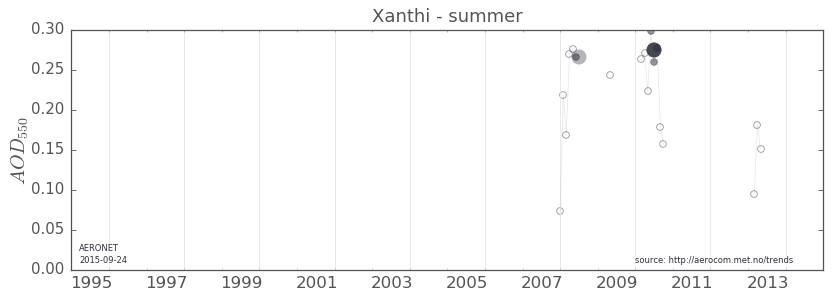 Xanthi - summer
0.30
0.25
0.20
0.15
0.10
0.05
0.00
AOD550
AERONET
2015-09-24
source: http://aerocom.met.no/trends
1995 1997 1999 2001 2003 2005 2007 2009 2011 2013